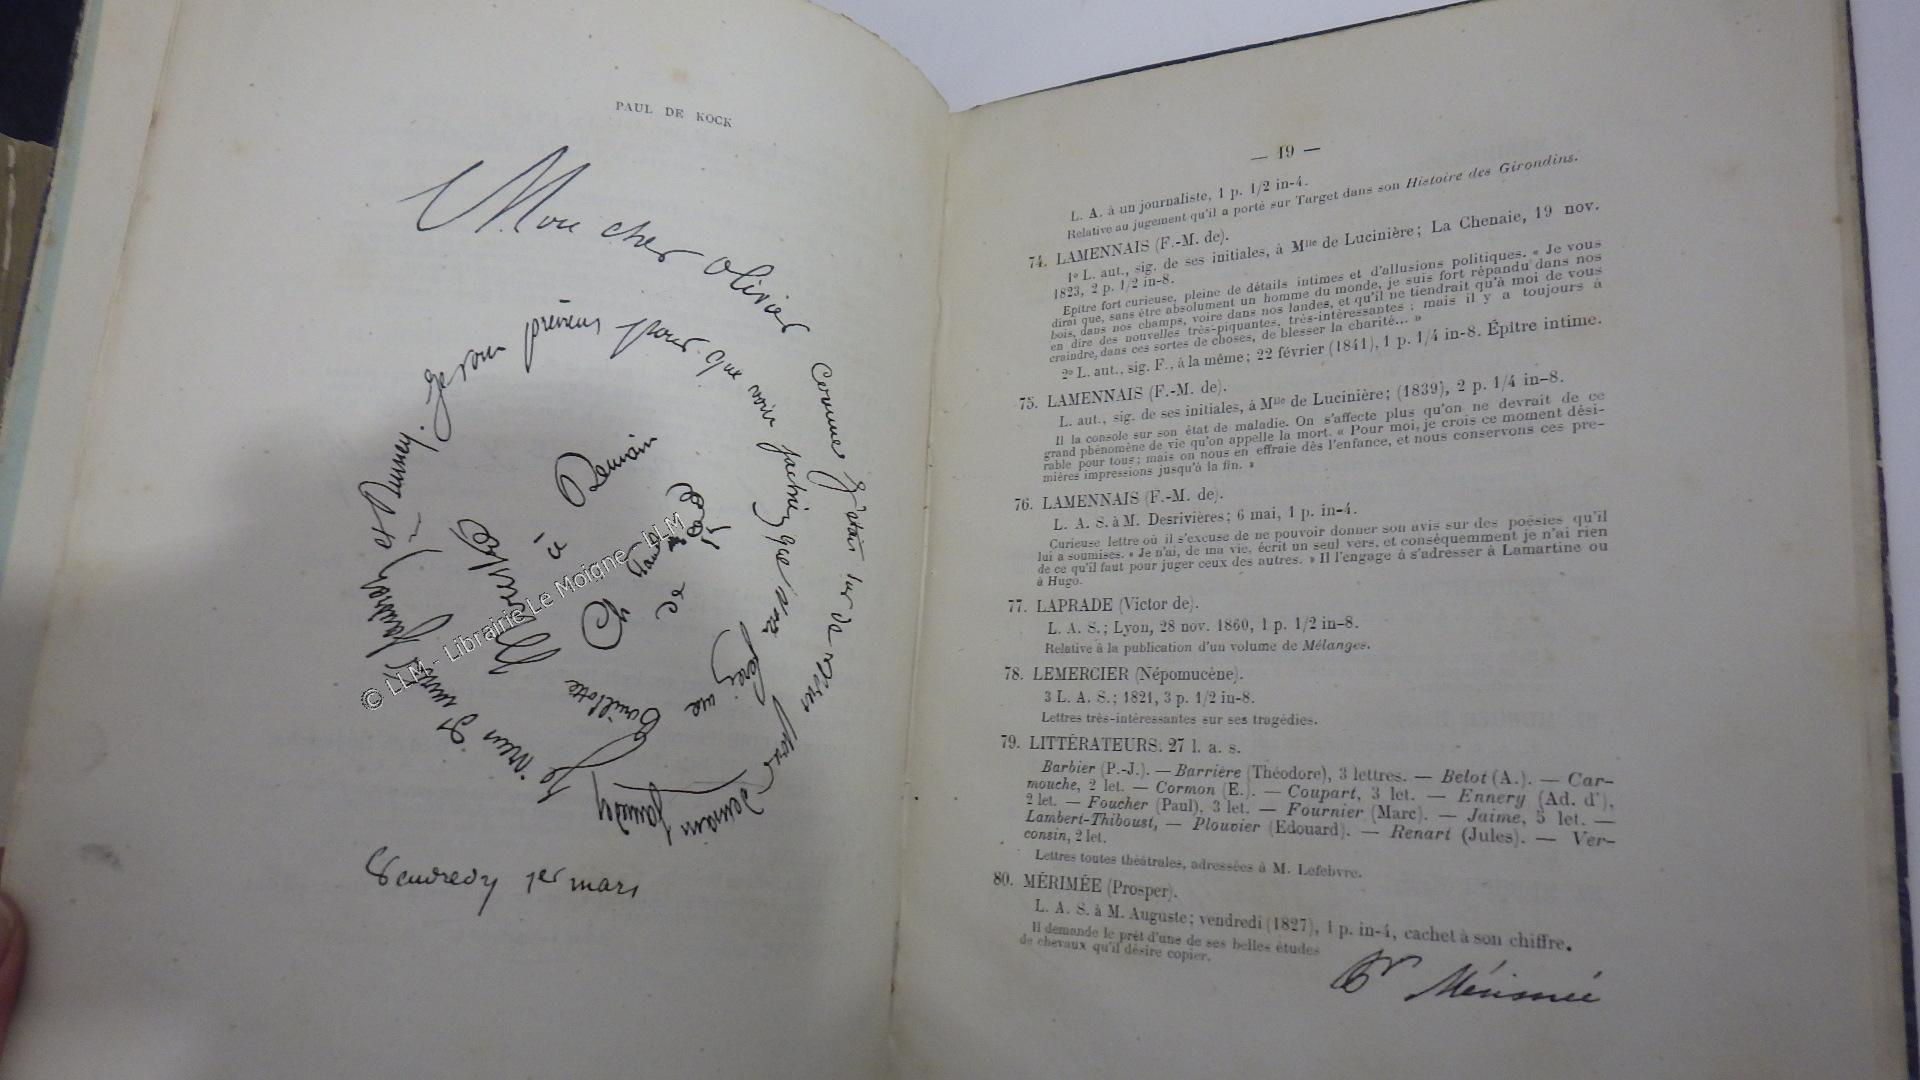 PAUL DE KOCK
Mon cher Olivier
comme j'étais sur de
pour
demain
Samedy
Je vous préviens pour que vous
Demain
à
Vendredy 1er mars
© LLM - Librairie Le Moigne - LLM
— 19 —
L. A. à un journaliste, 1 p. 1/2 in-4.
Relative au jugement qu'il a porté sur Target dans son Histoire des Girondins.
74. LAMENNAIS (F.-M. de).
1º L. aut., sig. de ses initiales, à Mlle de Lucinière; La Chenaie, 19 nov.
1823, 2 p. 1/2 in-8.
Epître fort curieuse, pleine de détails intimes et d'allusions politiques. « Je vous
dirai que, sans être absolument un homme du monde, je suis fort répandu dans nos
bois, dans nos champs, voire dans nos landes, et qu'il ne tiendrait qu'à moi de vous
en dire des nouvelles très-piquantes, très-intéressantes; mais il y a toujours à
craindre, dans ces sortes de choses, de blesser la charité... »
2º L. aut., sig. F., à la même; 22 février (1841), 1 p. 1/4 in-8. Épître intime.
75. LAMENNAIS (F.-M. de).
L. aut., sig. de ses initiales, à Mlle de Lucinière; (1839), 2 p. 1/4 in-8.
Il la console sur son état de maladie. On s'affecte plus qu'on ne devrait de ce
grand phénomène de vie qu'on appelle la mort. « Pour moi, je crois ce moment dési-
rable pour tous; mais on nous en effraie dès l'enfance, et nous conservons ces pre-
mières impressions jusqu'à la fin. »
76. LAMENNAIS (F.-M. de).
L. A. S. à M. Desrivières; 6 mai, 1 p. in-4.
Curieuse lettre où il s'excuse de ne pouvoir donner son avis sur des poésies qu'il
lui a soumises. « Je n'ai, de ma vie, écrit un seul vers, et conséquemment je n'ai rien
de ce qu'il faut pour juger ceux des autres. » Il l'engage à s'adresser à Lamartine ou
à Hugo.
77. LAPRADE (Victor de).
L. A. S.; Lyon, 28 nov. 1860, 1 p. 1/2 in-8.
Relative à la publication d'un volume de Mélanges.
78. LEMERCIER (Népomucène).
3 L. A. S.; 1821, 3 p. 1/2 in-8.
Lettres très-intéressantes sur ses tragédies.
79. LITTÉRATEURS. 27 l. a. s.
Barbier (P.-J.). — Barrière (Théodore), 3 lettres. — Belot (A.). — Car-
mouche, 2 let. — Cormon (E.). — Coupart, 3 let. — Ennery (Ad. d'),
2 let. — Foucher (Paul), 3 let. — Fournier (Marc). — Jaime, 5 let. —
Lambert-Thiboust, — Plouvier (Edouard). — Renart (Jules). — Ver-
consin, 2 let.
Lettres toutes théâtrales, adressées à M. Lefebvre.
80. MÉRIMÉE (Prosper).
L. A. S. à M. Auguste; vendredi (1827), 1 p. in-4, cachet à son chiffre.
Il demande le prêt d'une de ses belles études
de chevaux qu'il désire copier.
Pr Mérimée